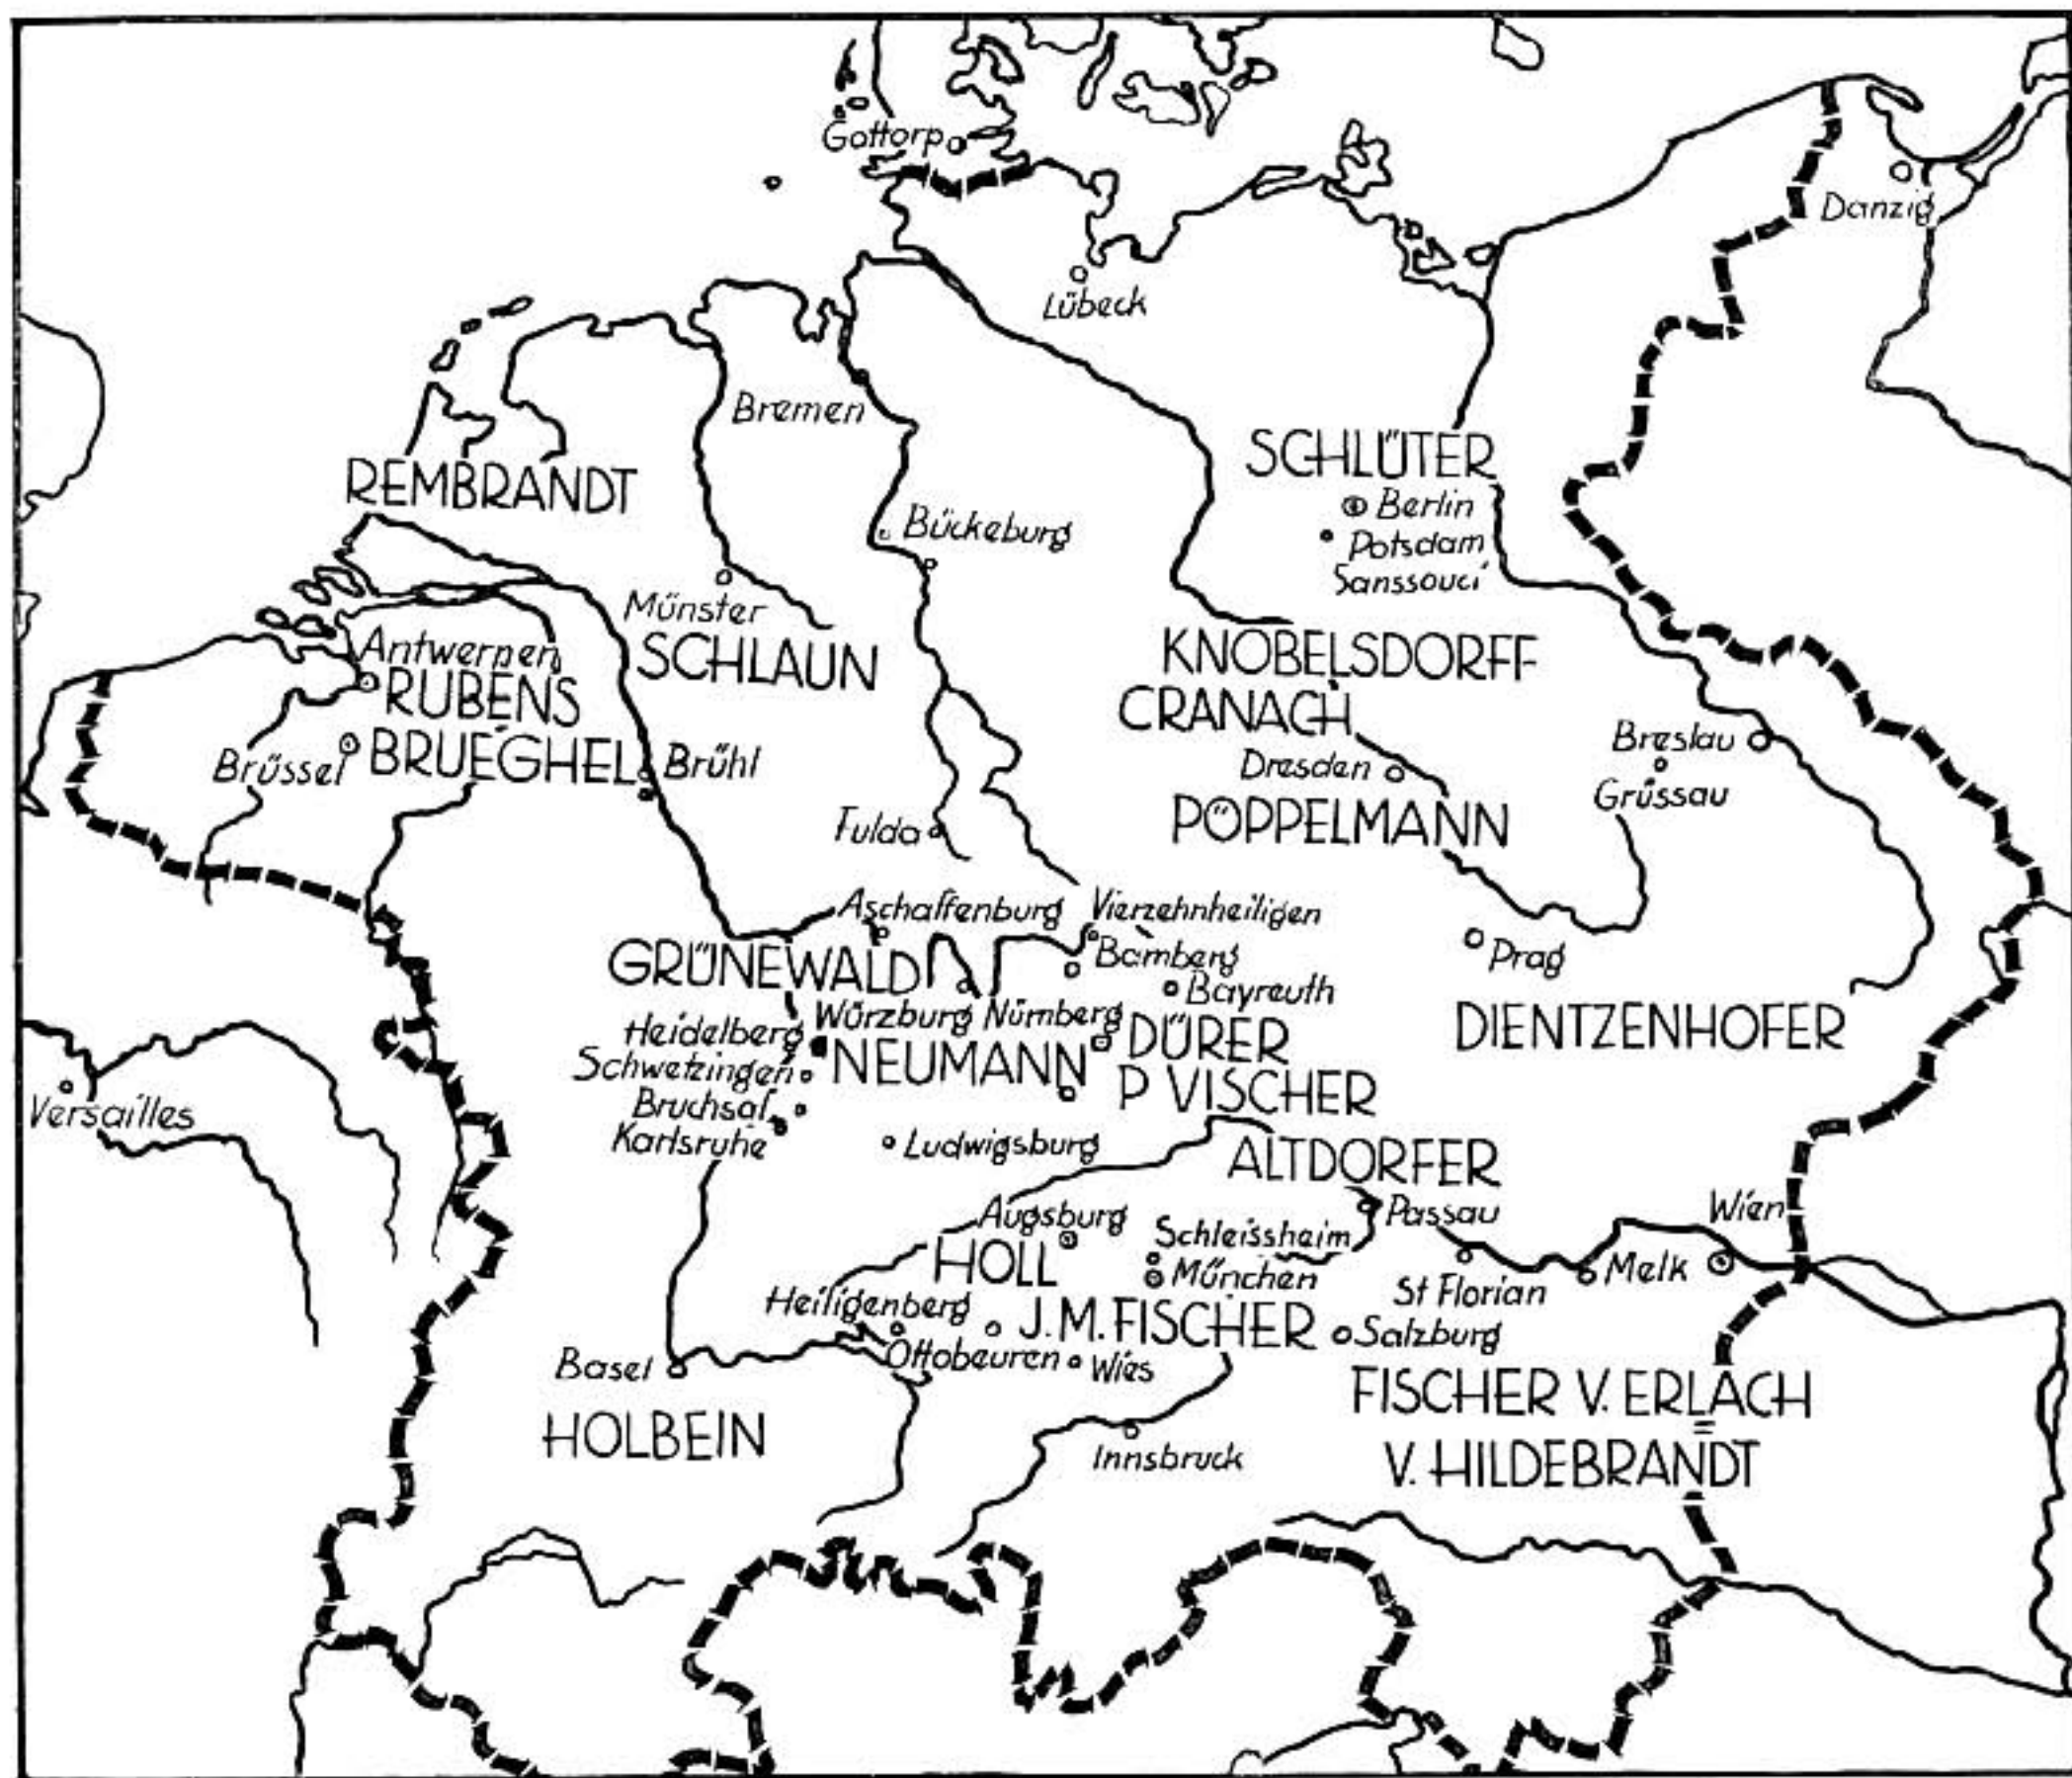 Gottorp
Danzig
Lübeck
Bremen
REMBRANDT
SCHLÜTER
Berlin
Bückeburg
Potsdam
Sanssouci
Münster
SCHLAUN
Antwerpen
RUBENS
KNOBELSDORFF
CRANACH
Brüssel
BRUEGHEL
Brühl
Dresden
Breslau
Grüssau
Fulda
PÖPPELMANN
Aschaffenburg
Vierzehnheiligen
GRÜNEWALD
Bamberg
Prag
Bayreuth
Würzburg
Nürnberg
Heidelberg
NEUMANN
DÜRER
DIENTZENHOFER
Schwetzingen
P VISCHER
Versailles
Bruchsal
Karlsruhe
Ludwigsburg
ALTDORFER
Augsburg
Passau
Wien
Schleissheim
HOLL
München
Melk
St Florian
Heiligenberg
J.M. FISCHER
Salzburg
Ottobeuren
Wies
Basel
FISCHER V. ERLACH
HOLBEIN
Innsbruck
V. HILDEBRANDT